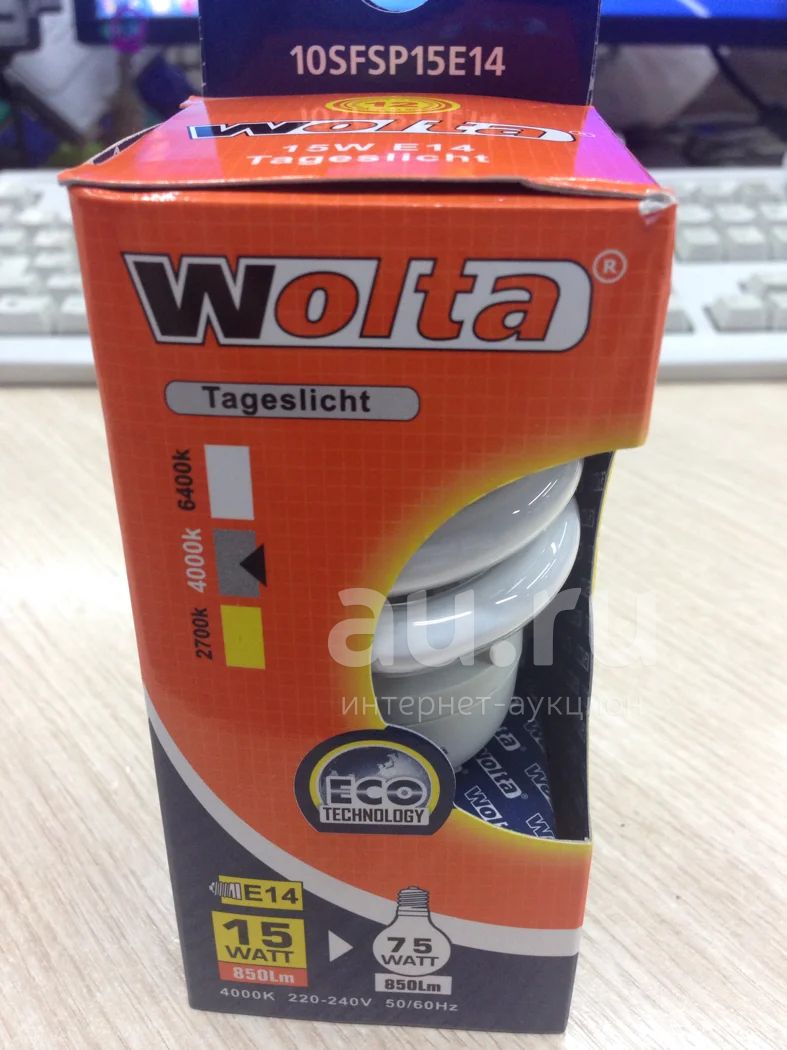 10SFSP15E14
12
Wolta
15W E14
Tageslicht
Wolta®
Tageslicht
6400k
4000k
2700k
au.ru
интернет-аукцион
Wolta
Wolta®
ECO
TECHNOLOGY
E14
15
WATT
850Lm
75
WATT
850Lm
4000K 220-240V 50/60Hz